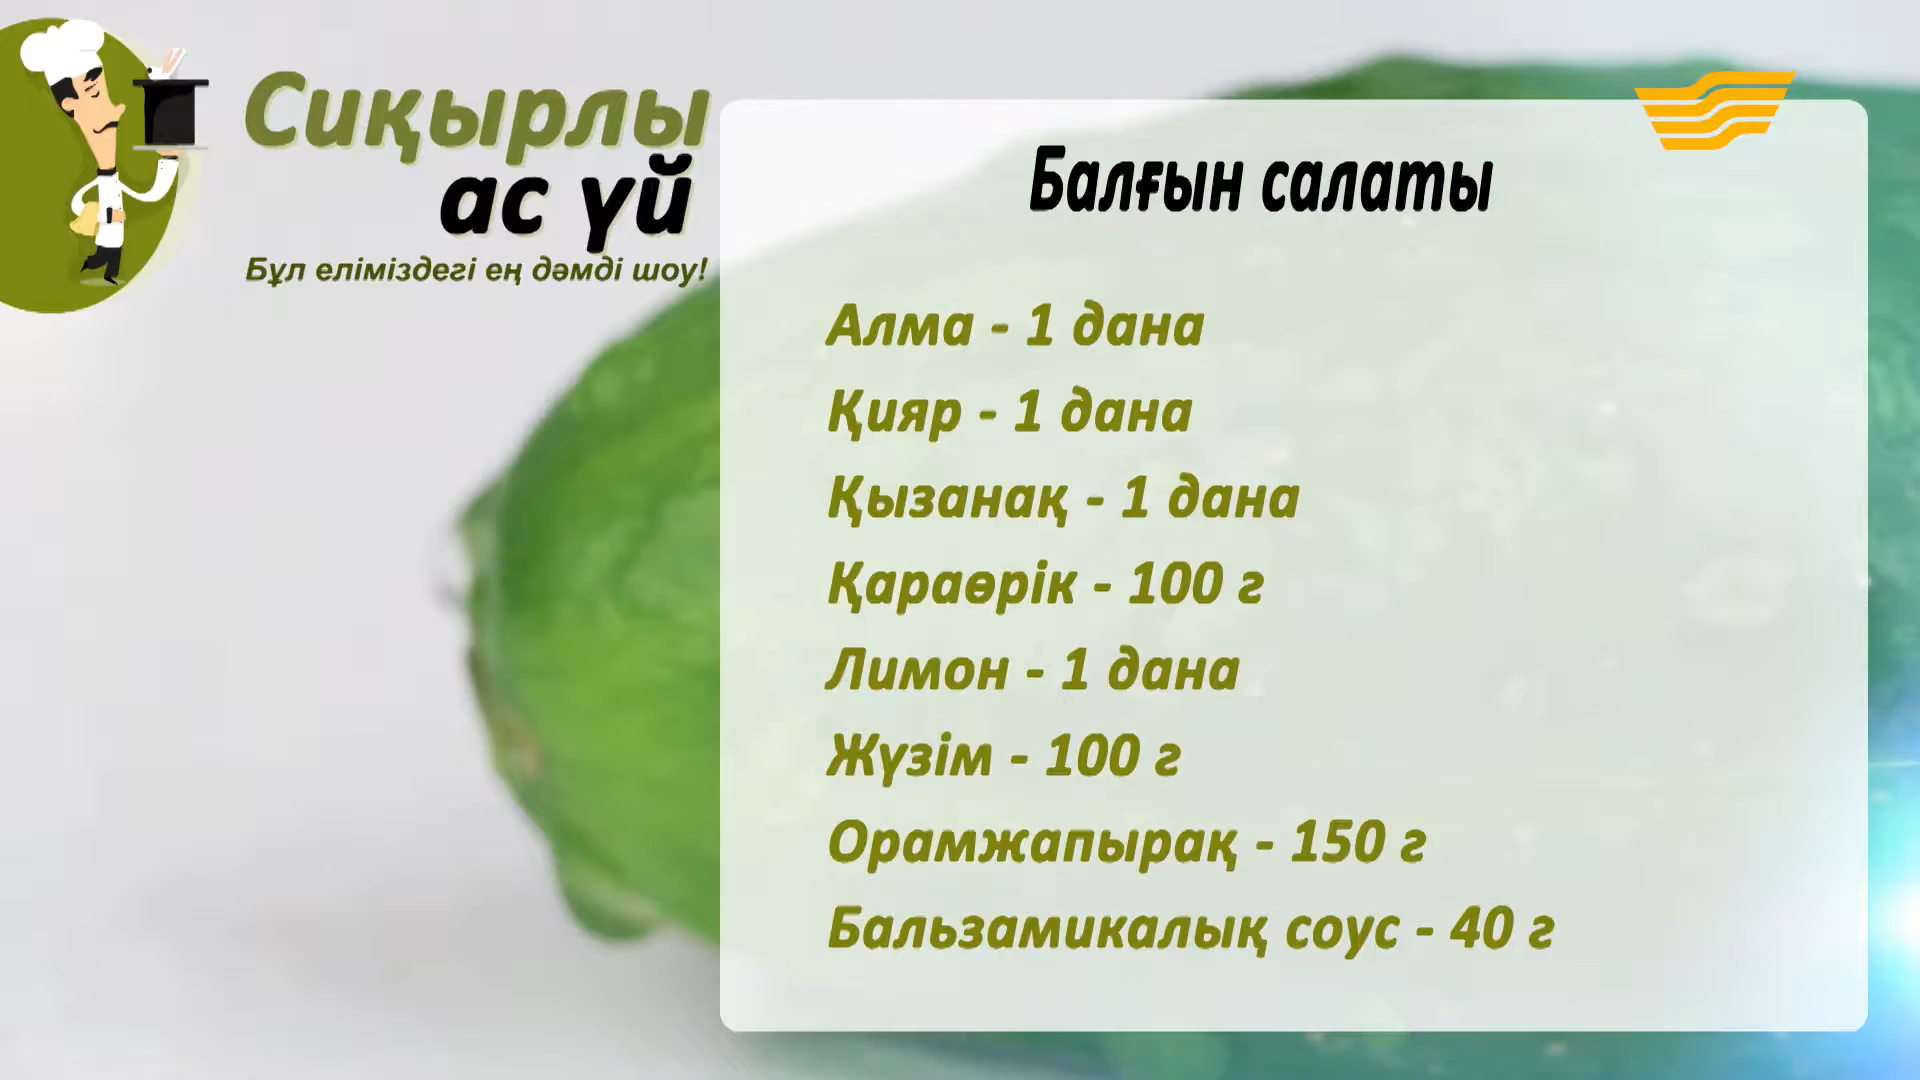 Сиқырлы
ас үй
Бұл еліміздегі ең дәмді шоу!
Балғын салаты
Алма - 1 дана
Қияр - 1 дана
Қызанақ - 1 дана
Қараөрік - 100 г
Лимон - 1 дана
Жүзім - 100 г
Орамжапырақ - 150 г
Бальзамикалық соус - 40 г